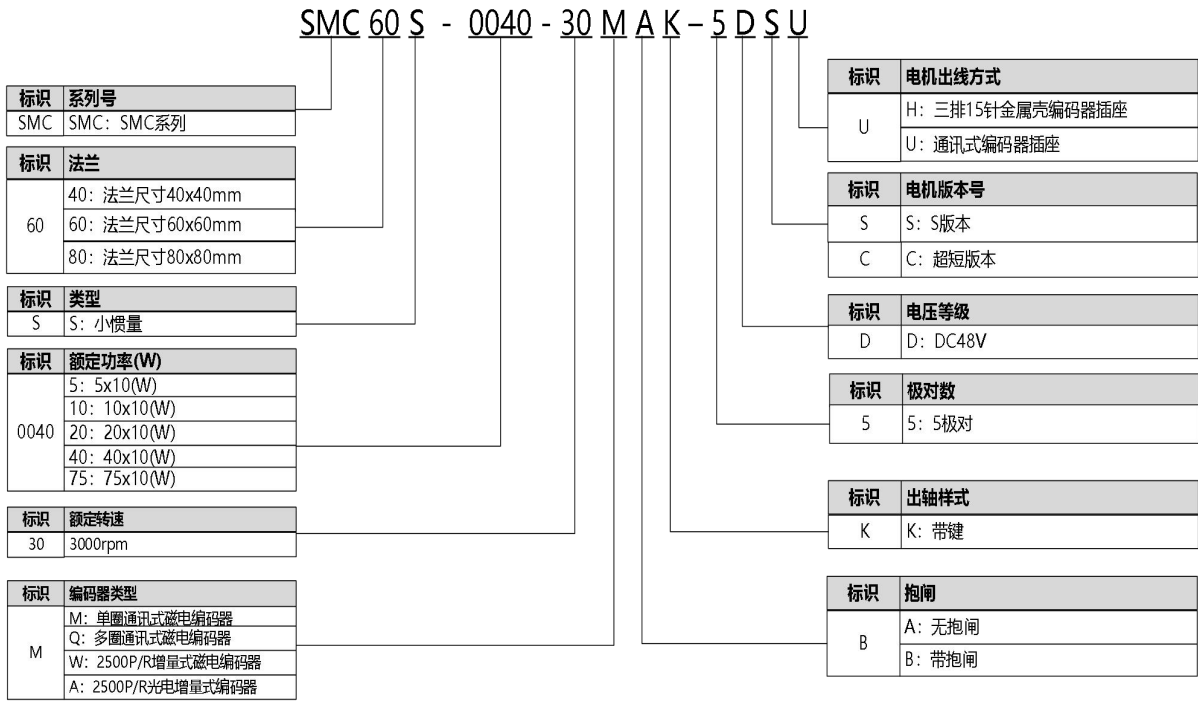 SMC 60 S - 0040 - 30 M A K – 5 D S U
标识 系列号
SMC SMC：SMC系列
标识 法兰
60
40：法兰尺寸40x40mm
60：法兰尺寸60x60mm
80：法兰尺寸80x80mm
标识 类型
S S：小惯量
标识 额定功率(W)
0040
5：5x10(W)
10：10x10(W)
20：20x10(W)
40：40x10(W)
75：75x10(W)
标识 额定转速
30 3000rpm
标识 编码器类型
M
M：单圈通讯式磁电编码器
Q：多圈通讯式磁电编码器
W：2500P/R增量式磁电编码器
A：2500P/R光电增量式编码器
标识 电机出线方式
U
H：三排15针金属壳编码器插座
U：通讯式编码器插座
标识 电机版本号
S S：S版本
C C：超短版本
标识 电压等级
D D：DC48V
标识 极对数
5 5：5极对
标识 出轴样式
K K：带键
标识 抱闸
B
A：无抱闸
B：带抱闸